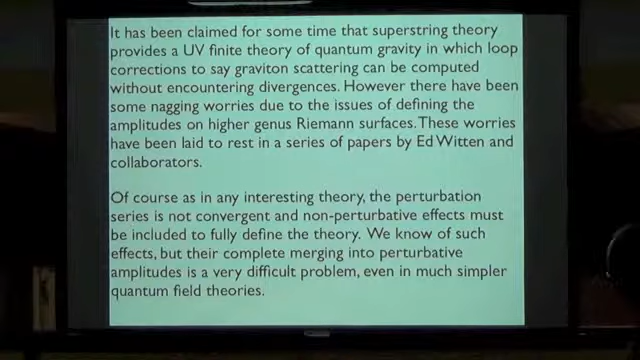 It has been claimed for some time that superstring theory
provides a UV finite theory of quantum gravity in which loop
corrections to say graviton scattering can be computed
without encountering divergences. However there have been
some nagging worries due to the issues of defining the
amplitudes on higher genus Riemann surfaces. These worries
have been laid to rest in a series of papers by Ed Witten and
collaborators.
Of course as in any interesting theory, the perturbation
series is not convergent and non-perturbative effects must
be included to fully define the theory. We know of such
effects, but their complete merging into perturbative
amplitudes is a very difficult problem, even in much simpler
quantum field theories.